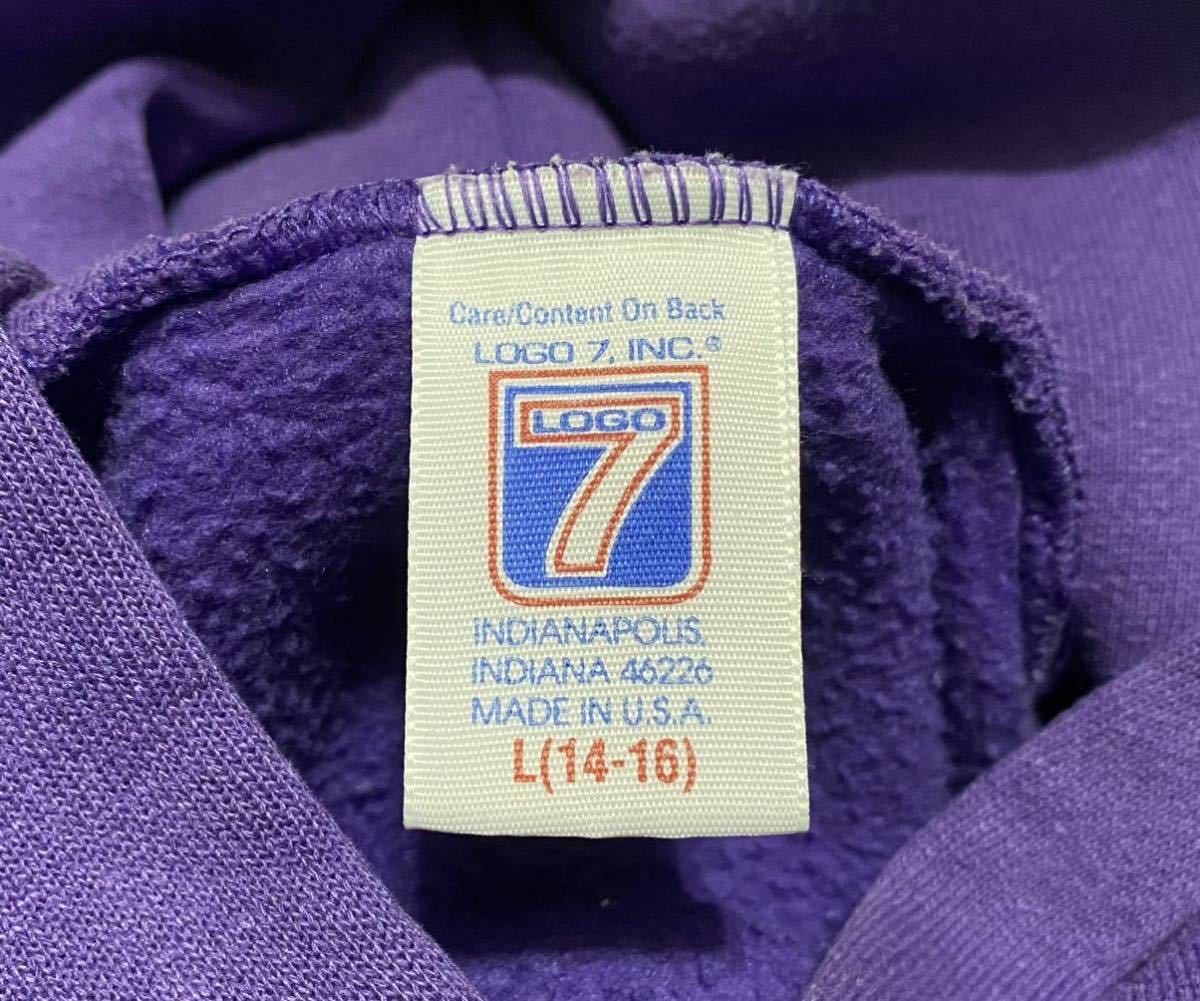 Care/Content On Back
LOGO 7, INC.®
LOGO
7
INDIANAPOLIS,
INDIANA 46226
MADE IN U.S.A.
L(14-16)